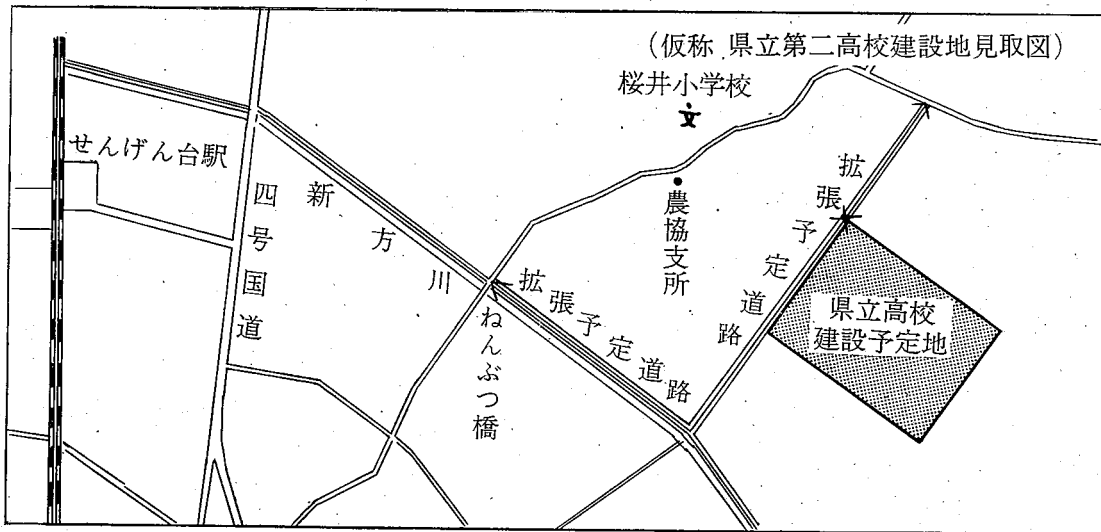 （仮称 県立第二高校建設地見取図）
桜井小学校
文
せんげん台駅
四号国道
新方川
農協支所
拡張予定道路
拡張予定道路
ねんぶつ橋
県立高校
建設予定地